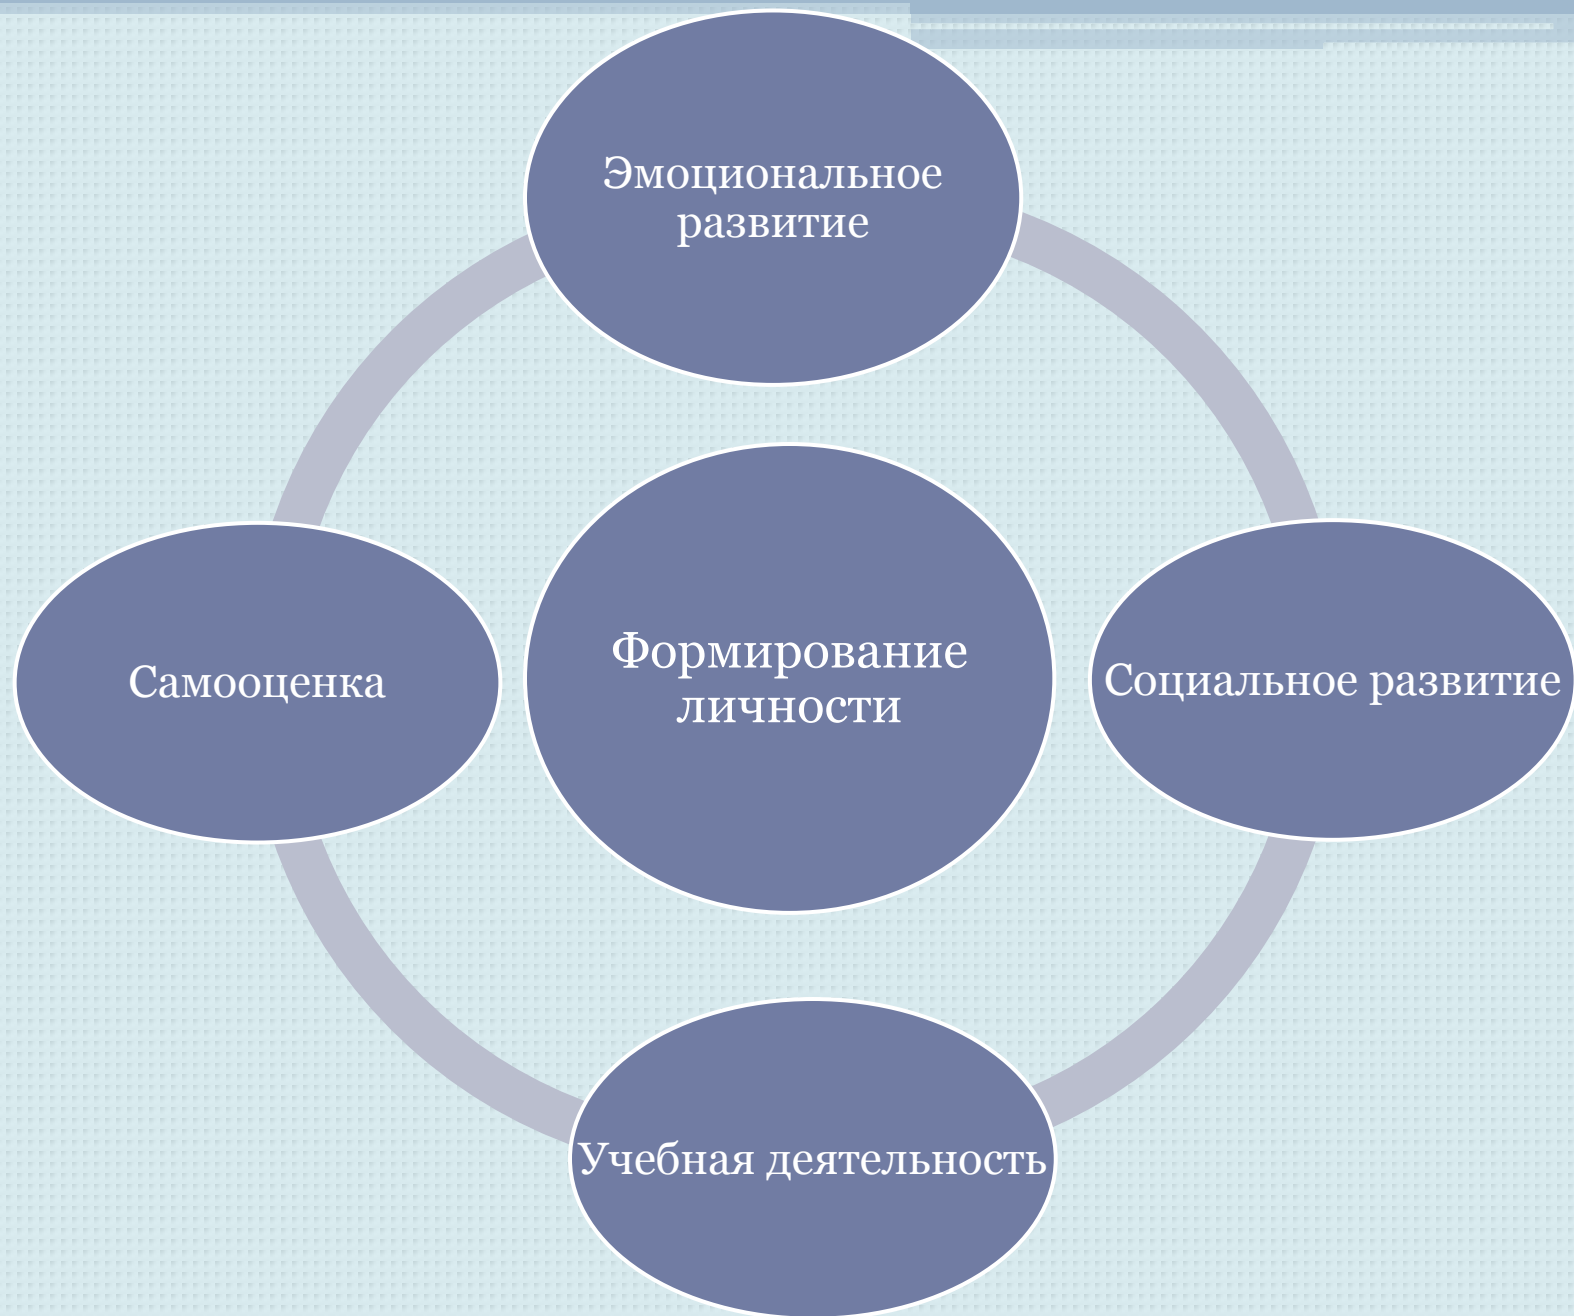 Эмоциональное
развитие
Самооценка
Формирование
личности
Социальное развитие
Учебная деятельность